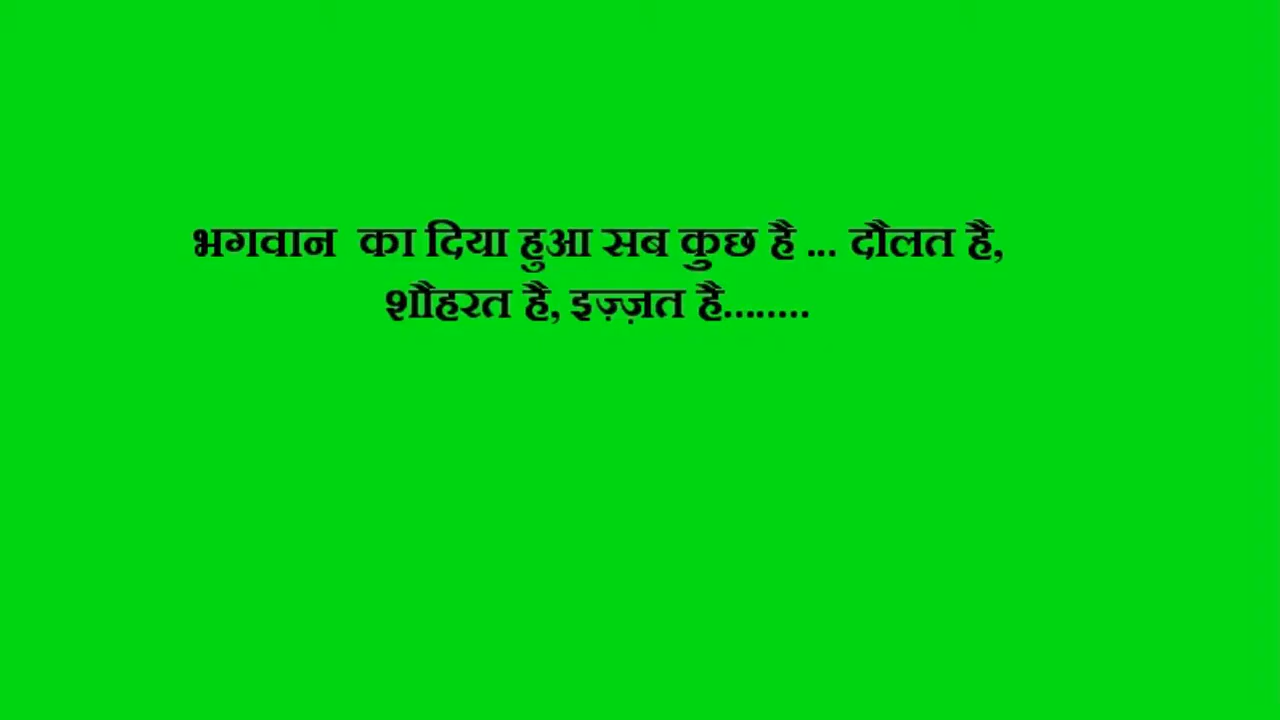 भगवान  का दिया हुआ सब कुछ है ... दौलत है,
शौहरत है, इज़्ज़त है........